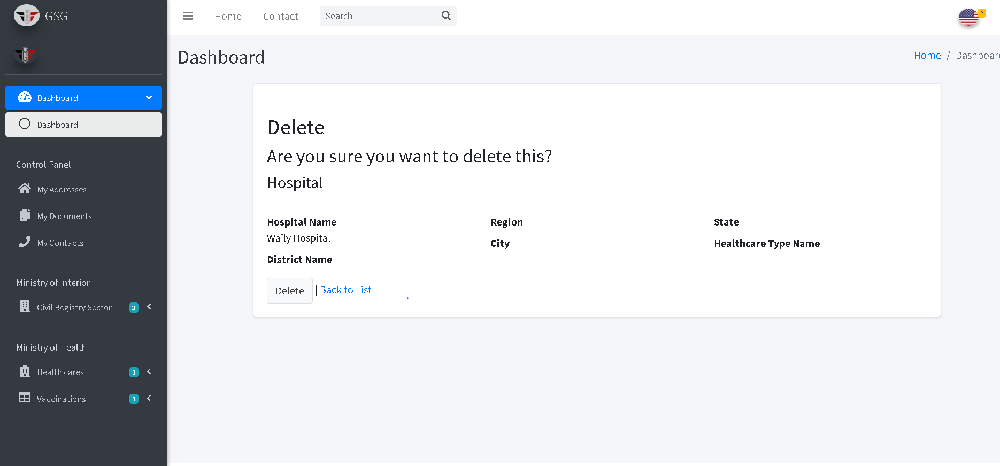 GSG
Home
Contact
Search
2
Dashboard
Home / Dashboard
Dashboard
Dashboard
Control Panel
My Addresses
My Documents
My Contacts
Ministry of Interior
Civil Registry Sector 2
Ministry of Health
Health cares 1
Vaccinations 1
Delete
Are you sure you want to delete this?
Hospital
Hospital Name
Waily Hospital
Region
State
City
Healthcare Type Name
District Name
Delete | Back to List